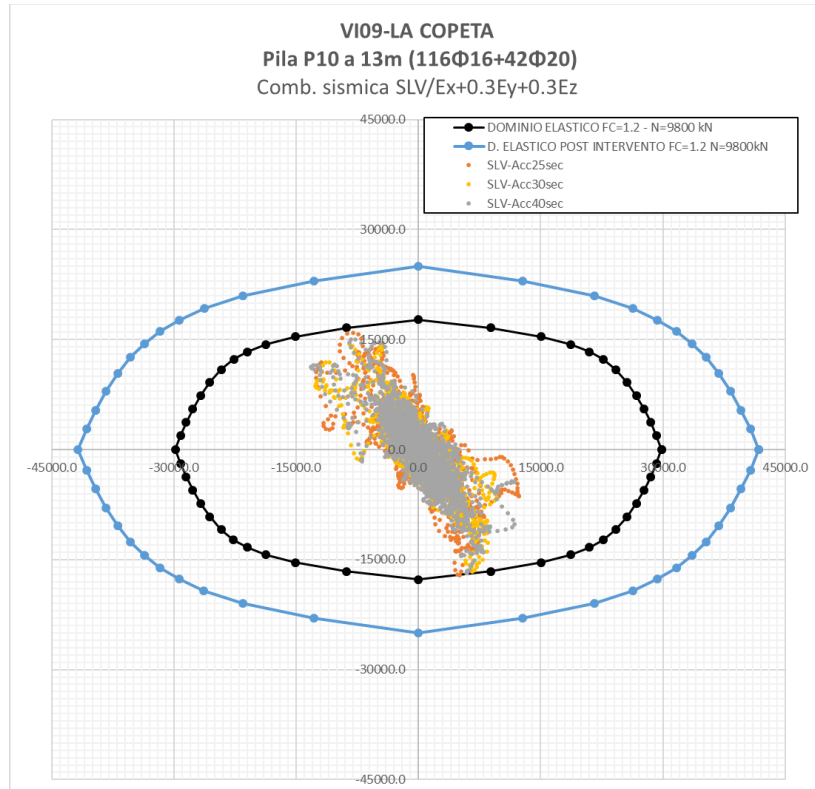 VI09-LA COPETA
Pila P10 a 13m (116Φ16+42Φ20)
Comb. sismica SLV/Ex+0.3Ey+0.3Ez
45000.0
DOMINIO ELASTICO FC=1.2 - N=9800 kN
D. ELASTICO POST INTERVENTO FC=1.2 N=9800kN
SLV-Acc25sec
SLV-Acc30sec
SLV-Acc40sec
30000.0
15000.0
0.0
-45000.0 -30000.0 -15000.0 0.0 15000.0 30000.0 45000.0
-15000.0
-30000.0
-45000.0